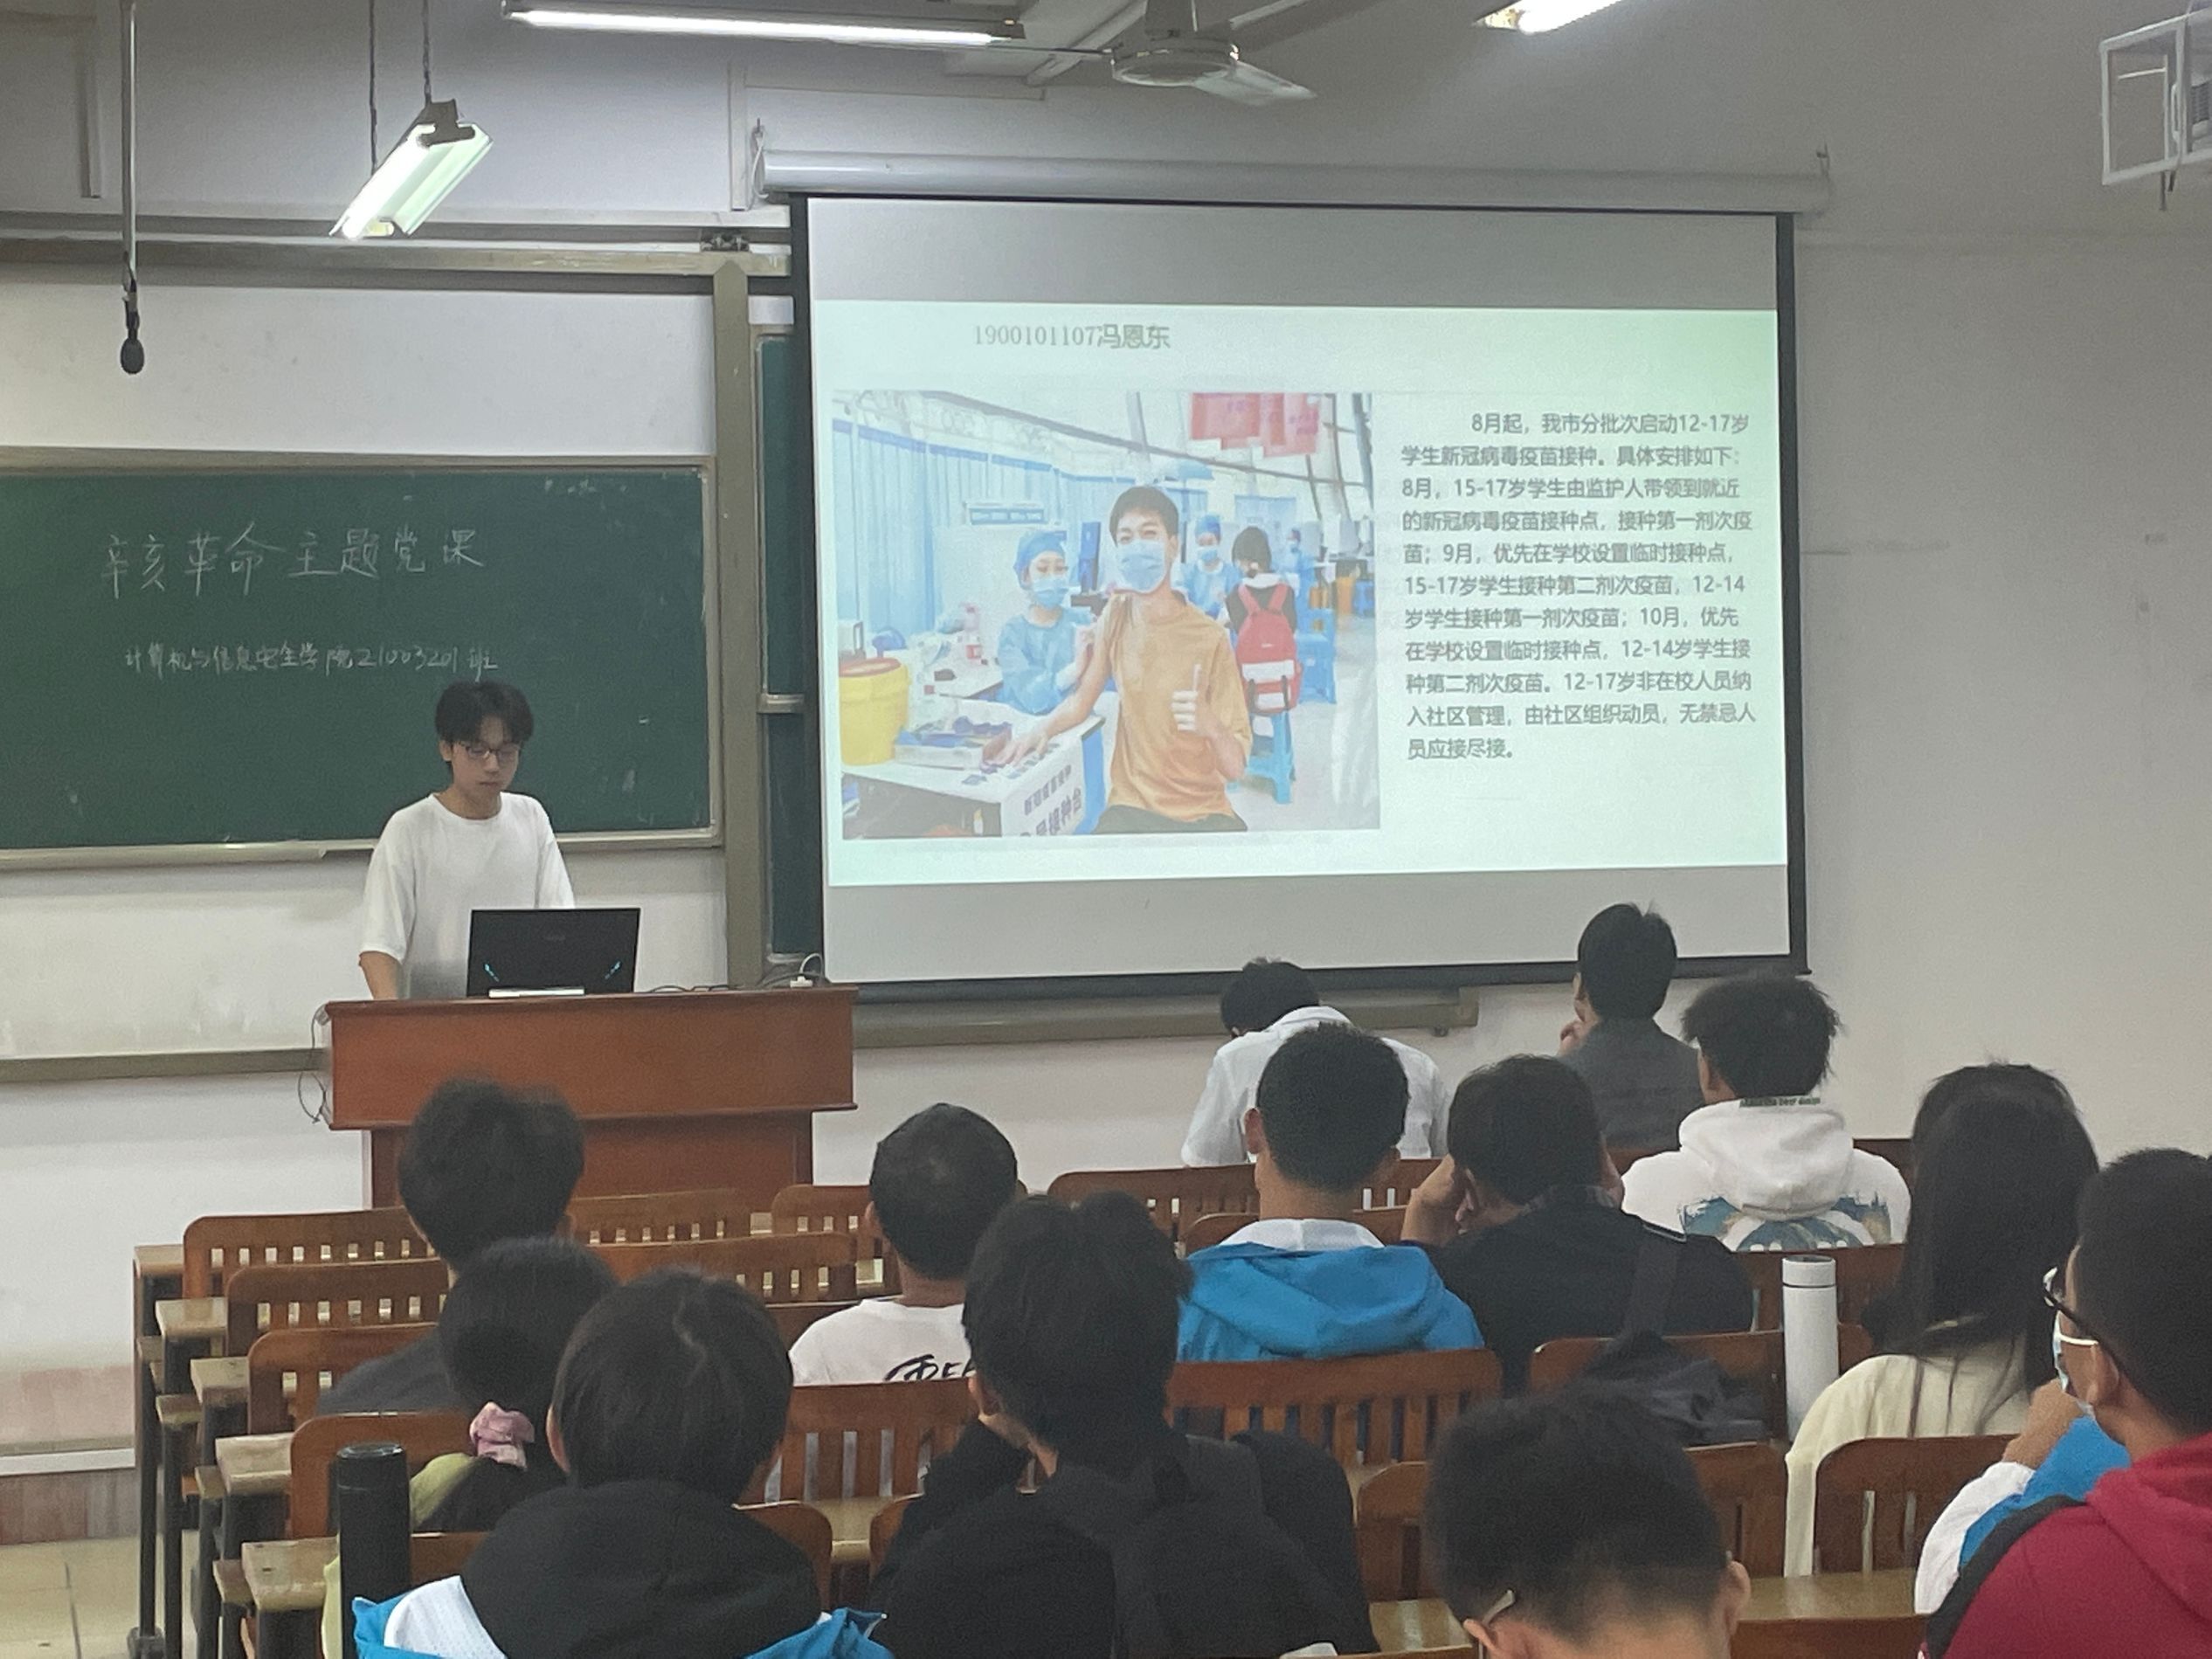 辛亥革命主题党课
计算机与信息安全学院21003201班
1900101107冯恩东
8月起，我市分批次启动12-17岁
学生新冠病毒疫苗接种。具体安排如下：
8月，15-17岁学生由监护人带领到就近
的新冠病毒疫苗接种点，接种第一剂次疫
苗；9月，优先在学校设置临时接种点，
15-17岁学生接种第二剂次疫苗，12-14
岁学生接种第一剂次疫苗；10月，优先
在学校设置临时接种点，12-14岁学生接
种第二剂次疫苗。12-17岁非在校人员纳
入社区管理，由社区组织动员，无禁忌人
员应接尽接。